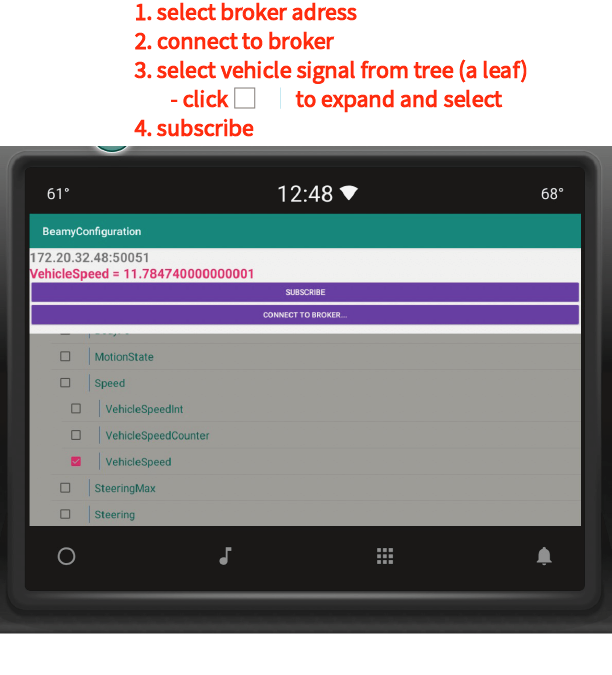 1. select broker adress
2. connect to broker
3. select vehicle signal from tree (a leaf)
- click to expand and select
4. subscribe
61°
12:48
68°
BeamyConfiguration
172.20.32.48:50051
VehicleSpeed = 11.784740000000001
SUBSCRIBE
CONNECT TO BROKER...
MotionState
Speed
VehicleSpeedInt
VehicleSpeedCounter
VehicleSpeed
SteeringMax
Steering